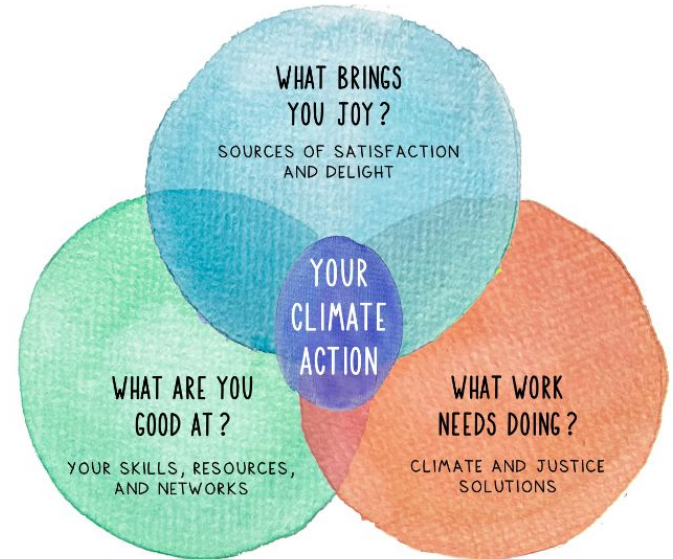 WHAT BRINGS
YOU JOY?
SOURCES OF SATISFACTION
AND DELIGHT
YOUR
CLIMATE
ACTION
WHAT ARE YOU
GOOD AT?
YOUR SKILLS, RESOURCES,
AND NETWORKS
WHAT WORK
NEEDS DOING?
CLIMATE AND JUSTICE
SOLUTIONS